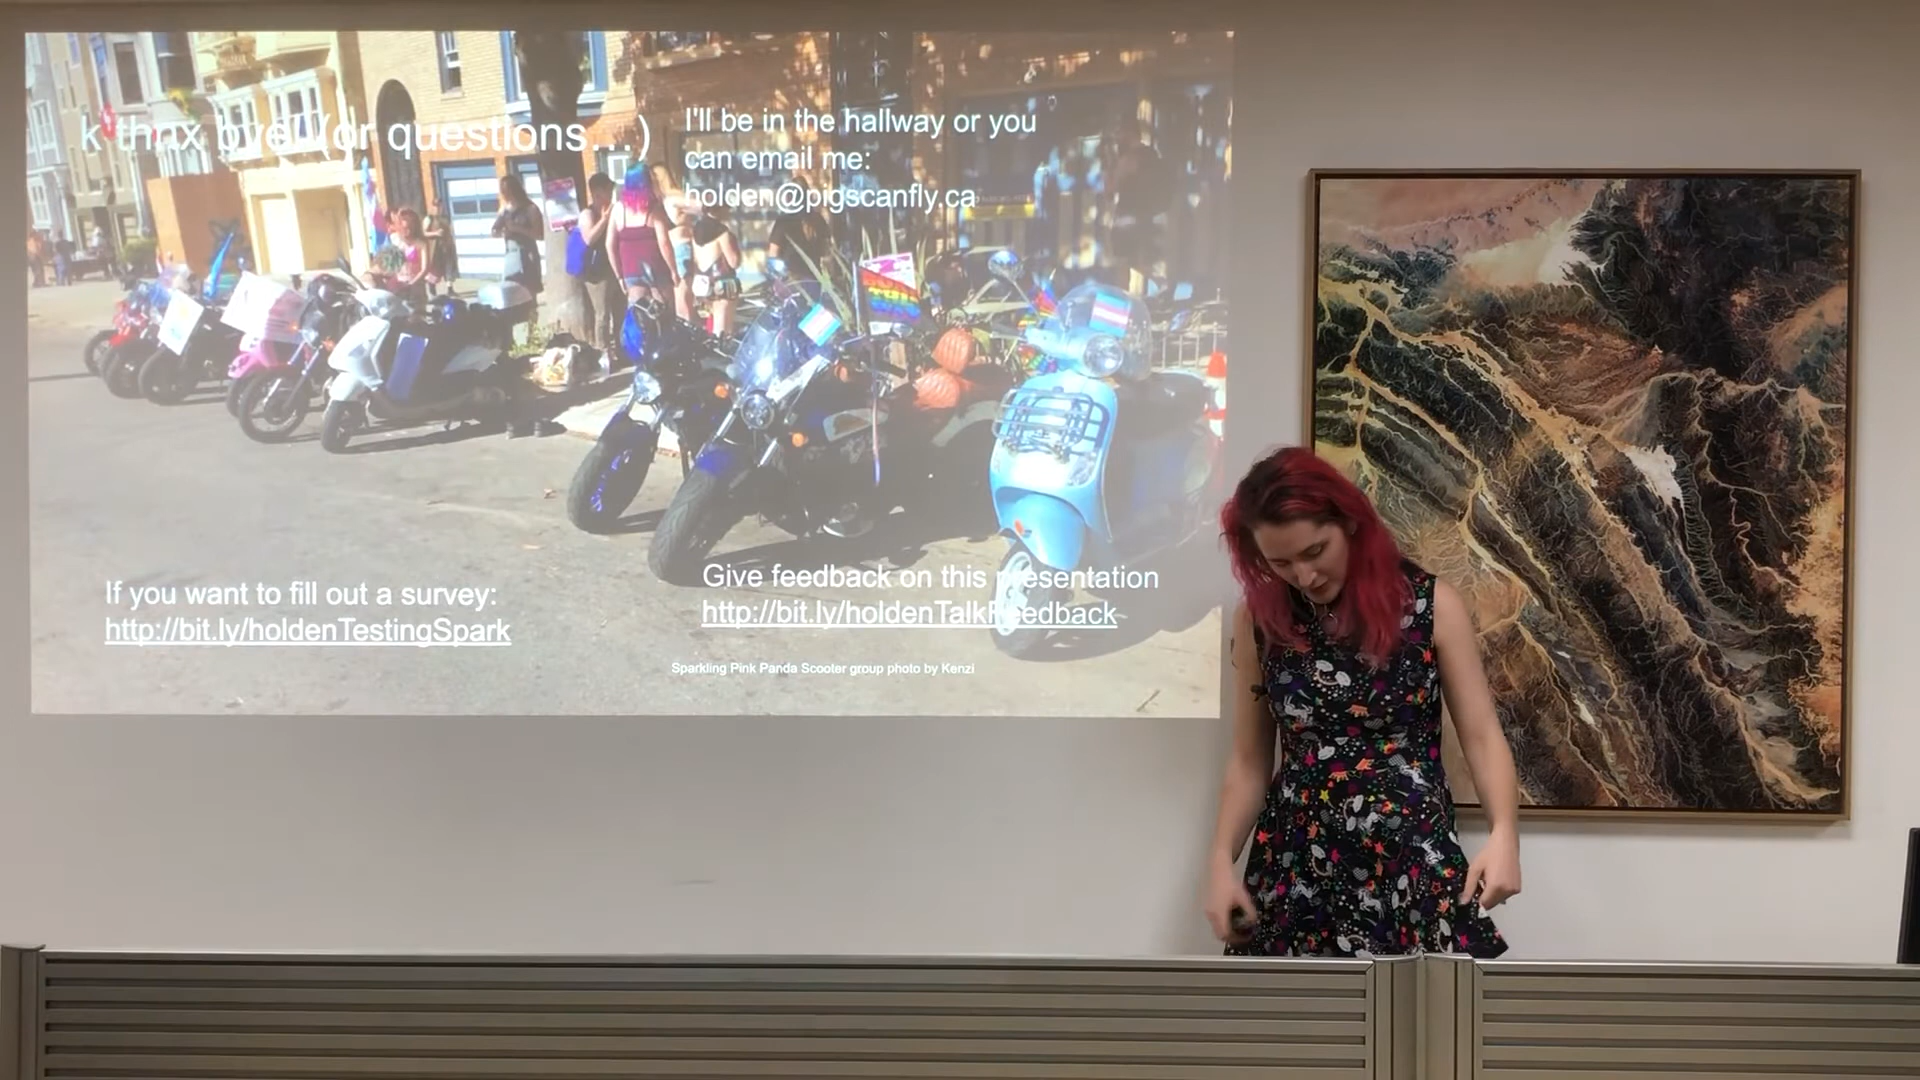 k thnx bye!! (or questions…)
I'll be in the hallway or you
can email me:
holden@pigscanfly.ca
If you want to fill out a survey:
http://bit.ly/holdenTestingSpark
Give feedback on this presentation
http://bit.ly/holdenTalkFeedback
Sparkling Pink Panda Scooter group photo by Kenzi